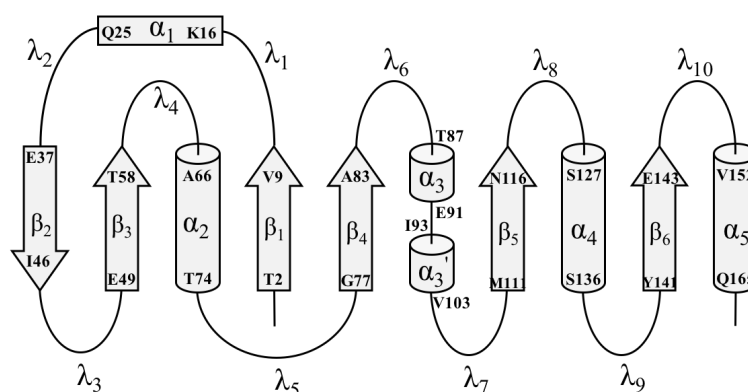 Q25 α1 K16
λ2
λ1
λ4
λ6
λ8
λ10
T87
E37
T58
A66
V9
A83
N116
S127
E143
V152
α3
E91
I93
β2
β3
α2
β1
β4
β5
α4
β6
α5
I46
E49
T74
T2
G77
α3'
M111
S136
Y141
Q165
V103
λ3
λ5
λ7
λ9